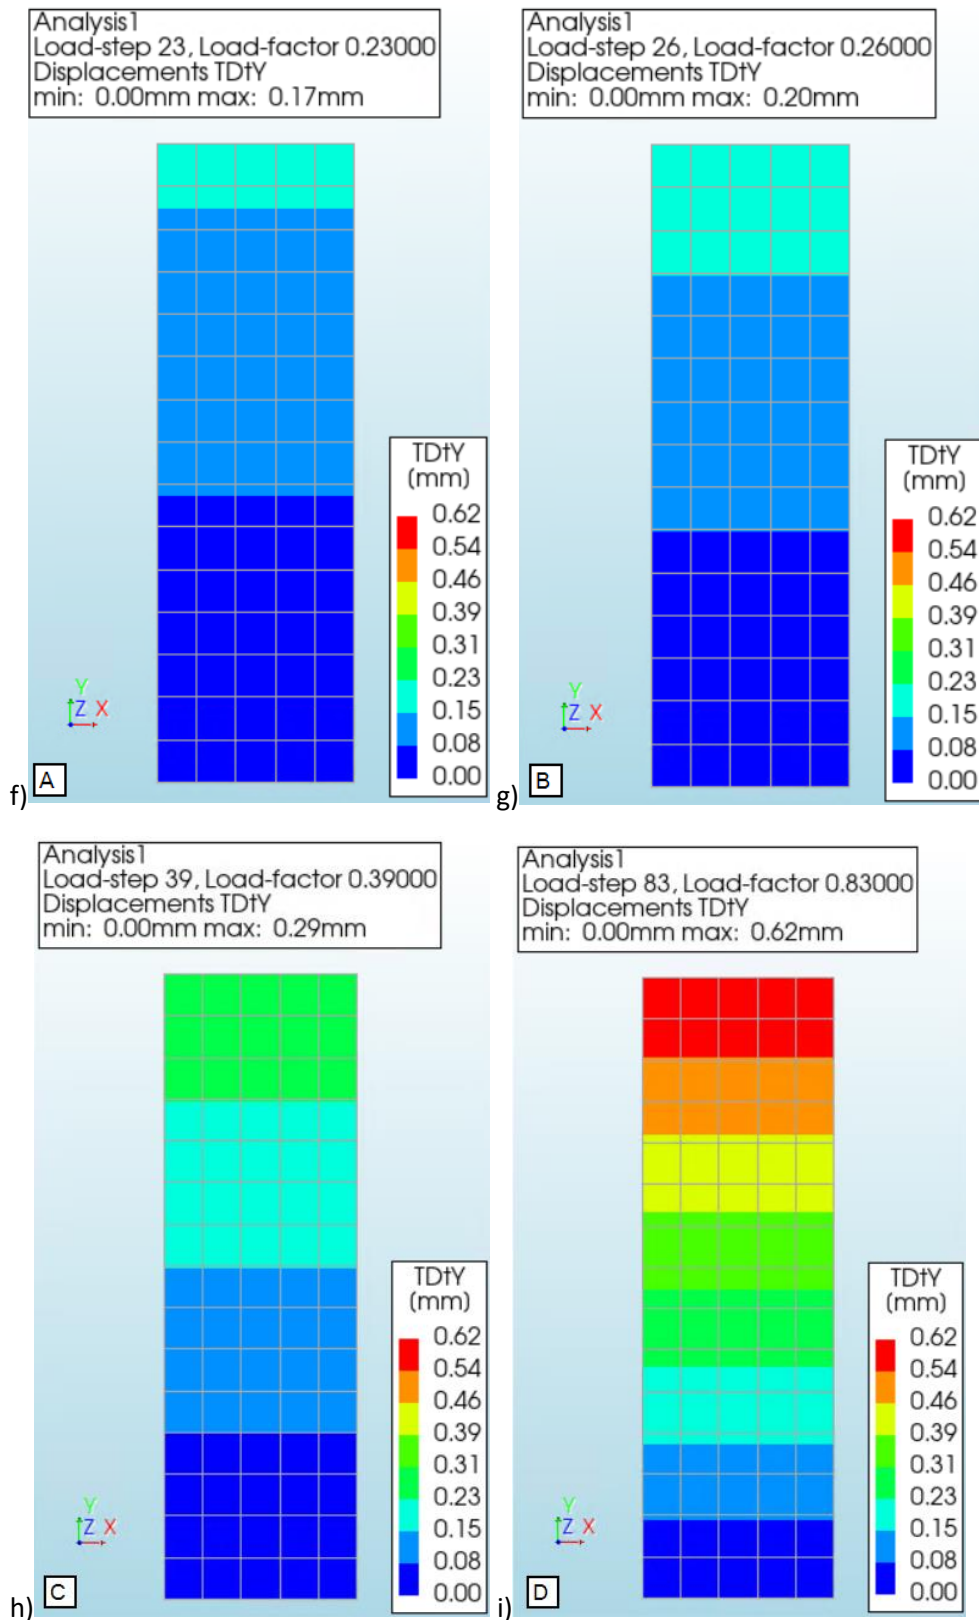 Analysis1
Load-step 23, Load-factor 0.23000
Displacements TDtY
min: 0.00mm max: 0.17mm
TDtY
(mm)
0.62
0.54
0.46
0.39
0.31
0.23
0.15
0.08
0.00
Y
Z X
f) A
Analysis1
Load-step 26, Load-factor 0.26000
Displacements TDtY
min: 0.00mm max: 0.20mm
TDtY
(mm)
0.62
0.54
0.46
0.39
0.31
0.23
0.15
0.08
0.00
Y
Z X
g) B
Analysis1
Load-step 39, Load-factor 0.39000
Displacements TDtY
min: 0.00mm max: 0.29mm
TDtY
(mm)
0.62
0.54
0.46
0.39
0.31
0.23
0.15
0.08
0.00
Y
Z X
h) C
Analysis1
Load-step 83, Load-factor 0.83000
Displacements TDtY
min: 0.00mm max: 0.62mm
TDtY
(mm)
0.62
0.54
0.46
0.39
0.31
0.23
0.15
0.08
0.00
Y
Z X
i) D